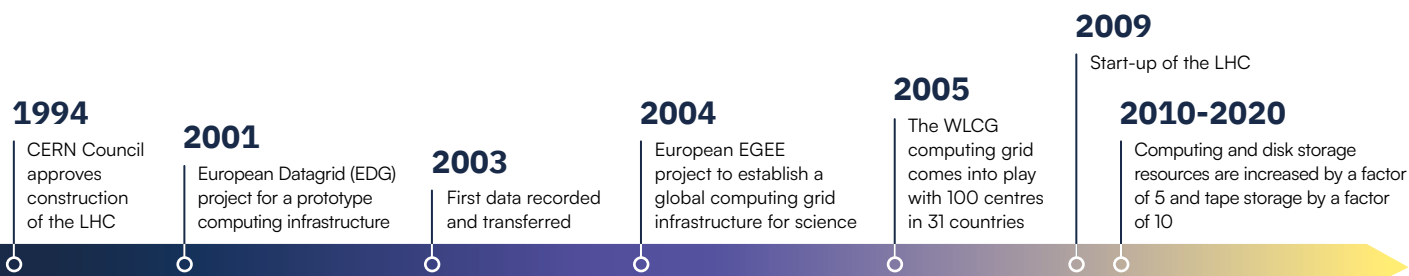 1994
CERN Council
approves
construction
of the LHC
2001
European Datagrid (EDG)
project for a prototype
computing infrastructure
2003
First data recorded
and transferred
2004
European EGEE
project to establish a
global computing grid
infrastructure for science
2005
The WLCG
computing grid
comes into play
with 100 centres
in 31 countries
2009
Start-up of the LHC
2010-2020
Computing and disk storage
resources are increased by a factor
of 5 and tape storage by a factor
of 10